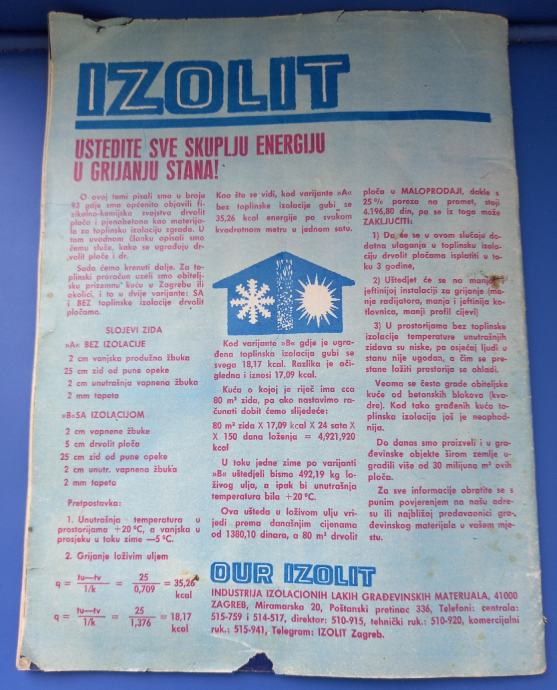 IZOLIT
USTEDITE SVE SKUPLJU ENERGIJU
U GRIJANJU STANA!
O ovoj temi pisali smo u broju
93 gdje smo općenito objavili fi-
zikalno-kemijska svojstva drvolit
ploča i pjenobetona kao materija-
la za toplinsku izolaciju zgrada. U
tom uvodnom članku opisali smo
čemu služe, kako se ugrađuju dr-
volit ploče i dr.
Sada ćemo krenuti dalje. Za to-
plinski proračun uzeli smo obitelj-
sku prizemnu kuću u Zagrebu ili
okolici, i to u dvije varijante: SA
i BEZ toplinske izolacije drvolit
pločama.
SLOJEVI ZIDA
»A« BEZ IZOLACIJE
2 cm vanjska produžna žbuka
25 cm zid od pune opeke
2 cm unutrašnja vapnena žbuka
2 mm tapeta
»B«SA IZOLACIJOM
2 cm vapnene žbuke
5 cm drvolit ploča
25 cm zid od pune opeke
2 cm unutr. vapnena žbuka
2 mm tapeta
Pretpostavka:
1. Unutrašnja temperatura u
prostorijama +20 °C, a vanjska u
prosjeku u toku zime —5 °C.
2. Grijanje loživim uljem
q = tu—tv / 1/k = 25 / 0,709 = 35,26 kcal
q = tu—tv / 1/k = 25 / 1,376 = 18,17 kcal
Kao što se vidi, kod varijante »A«
bez toplinske izolacije gubi se
35,26 kcal energije po svakom
kvadratnom metru u jednom satu.
Kod varijante »B« gdje je ugra-
đena toplinska izolacija gubi se
svega 18,17 kcal. Razlika je oči-
gledna i iznosi 17,09 kcal.
Kuća o kojoj je riječ ima cca
80 m² zida, pa ako nastavimo ra-
čunati dobit ćemo slijedeće:
80 m² zida X 17,09 kcal X 24 sata X
X 150 dana loženja = 4,921,920
kcal
U toku jedne zime po varijanti
»B« uštedjeli bismo 492,19 kg lo-
živog ulja, a ipak bi unutrašnja
temperatura bila +20 °C.
Ova ušteda u loživom ulju vri-
jedi prema današnjim cijenama
od 1380,10 dinara, a 80 m² drvolit
ploča u MALOPRODAJI, dakle s
25 % poreza na promet, stoji
4.196,80 din, pa se iz toga može
ZAKLJUČITI:
1) Da će se u ovom slučaju do-
datna ulaganja u toplinsku izola-
ciju drvolit pločama isplatiti u to-
ku 3 godine,
2) Uštedjet će se na manjoj i
jeftinijoj instalaciji za grijanje (ma-
nje radijatora, manja i jeftinija ko-
tlovnica, manji profil cijevi)
3) U prostorijama bez toplinske
izolacije temperature unutrašnjih
zidova su niske, pa osjećaj ljudi u
stanu nije ugodan, a čim se pre-
stane ložiti prostorija se ohladi.
Veoma se često grade obiteljske
kuće od betonskih blokova (kva-
dre). Kod tako građenih kuća to-
plinska izolacija još je neophod-
nija.
Do danas smo proizveli i u gra-
đevinske objekte širom zemlje u-
gradili više od 30 milijuna m² ovih
ploča.
Za sve informacije obratite se s
punim povjerenjem na našu adre-
su ili najbližoj prodavaonici gra-
đevinskog materijala u vašem mje-
stu.
OUR IZOLIT
INDUSTRIJA IZOLACIONIH LAKIH GRAĐEVINSKIH MATERIJALA, 41000
ZAGREB, Miramarska 20, Poštanski pretinac 336, Telefoni: centrala:
515-759 i 514-517, direktor: 510-915, tehnički ruk.: 510-920, komercijalni
ruk.: 515-941, Telegram: IZOLIT Zagreb.